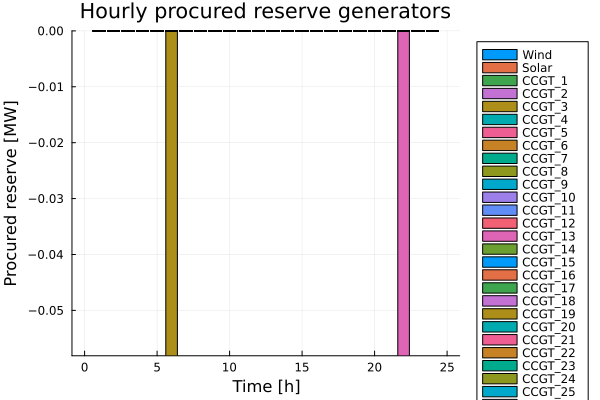 Hourly procured reserve generators
Procured reserve [MW]
0.00
−0.01
−0.02
−0.03
−0.04
−0.05
0 5 10 15 20 25
Time [h]
Wind
Solar
CCGT_1
CCGT_2
CCGT_3
CCGT_4
CCGT_5
CCGT_6
CCGT_7
CCGT_8
CCGT_9
CCGT_10
CCGT_11
CCGT_12
CCGT_13
CCGT_14
CCGT_15
CCGT_16
CCGT_17
CCGT_18
CCGT_19
CCGT_20
CCGT_21
CCGT_22
CCGT_23
CCGT_24
CCGT_25